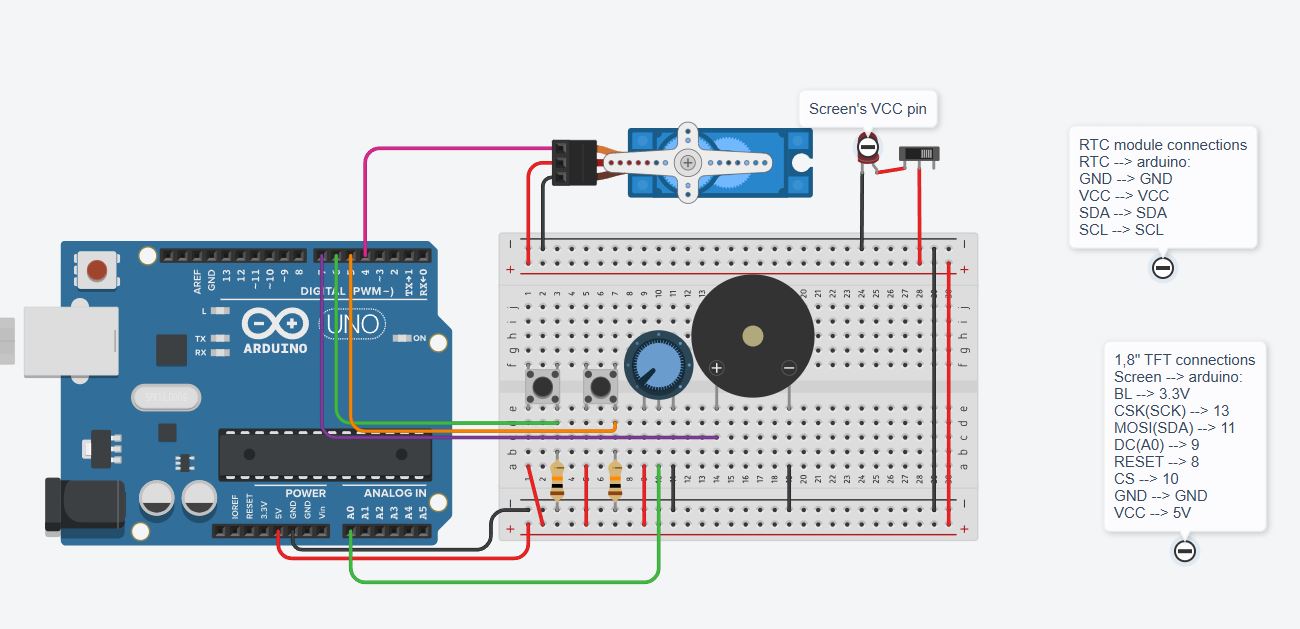 Screen's VCC pin
RTC module connections
RTC --> arduino:
GND --> GND
VCC --> VCC
SDA --> SDA
SCL --> SCL
AREF
GND
13
12
~11
~10
~9
8
4
~3
2
TX→1
RX←0
DIGITAL (PWM~)
L
TX
RX
UNO
ARDUINO
ON
1,8" TFT connections
Screen --> arduino:
BL --> 3.3V
CSK(SCK) --> 13
MOSI(SDA) --> 11
DC(A0) --> 9
RESET --> 8
CS --> 10
GND --> GND
VCC --> 5V
POWER
ANALOG IN
IOREF
RESET
3.3V
5V
GND
GND
Vin
A0
A1
A2
A3
A4
A5